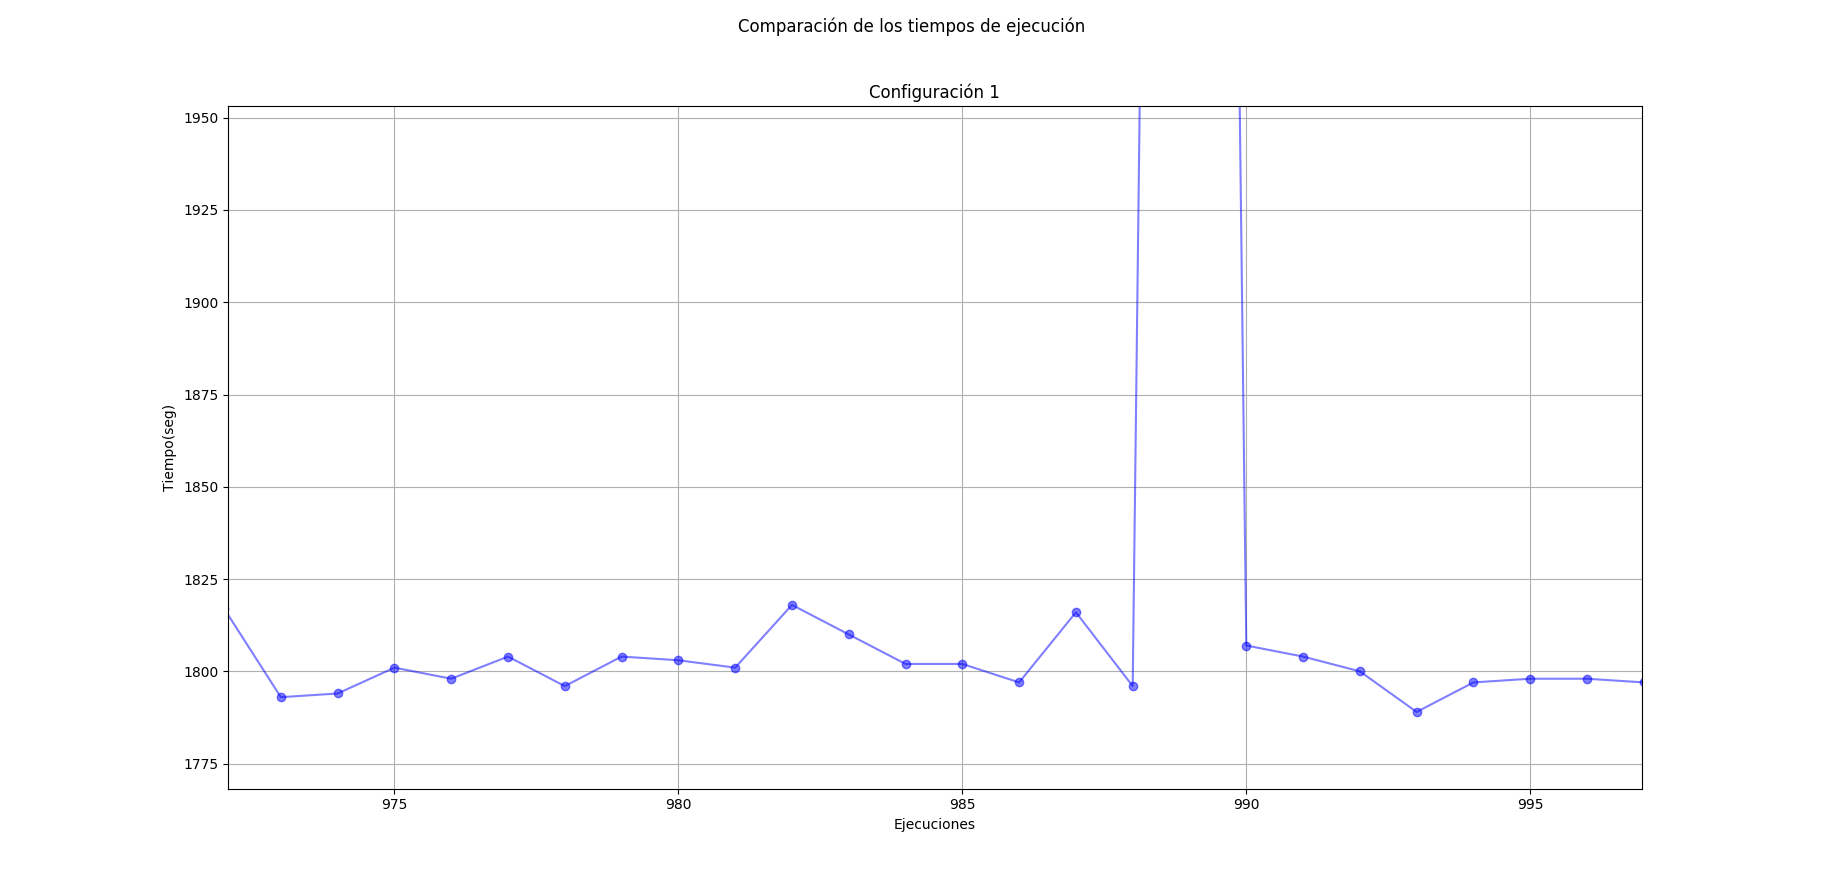 Comparación de los tiempos de ejecución
Configuración 1
1950
1925
1900
1875
1850
1825
1800
1775
Tiempo(seg)
975 980 985 990 995
Ejecuciones